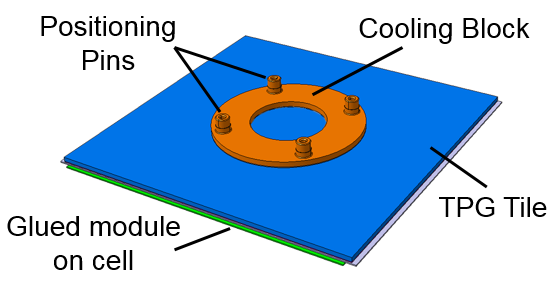 Positioning
Pins
Cooling Block
TPG Tile
Glued module
on cell